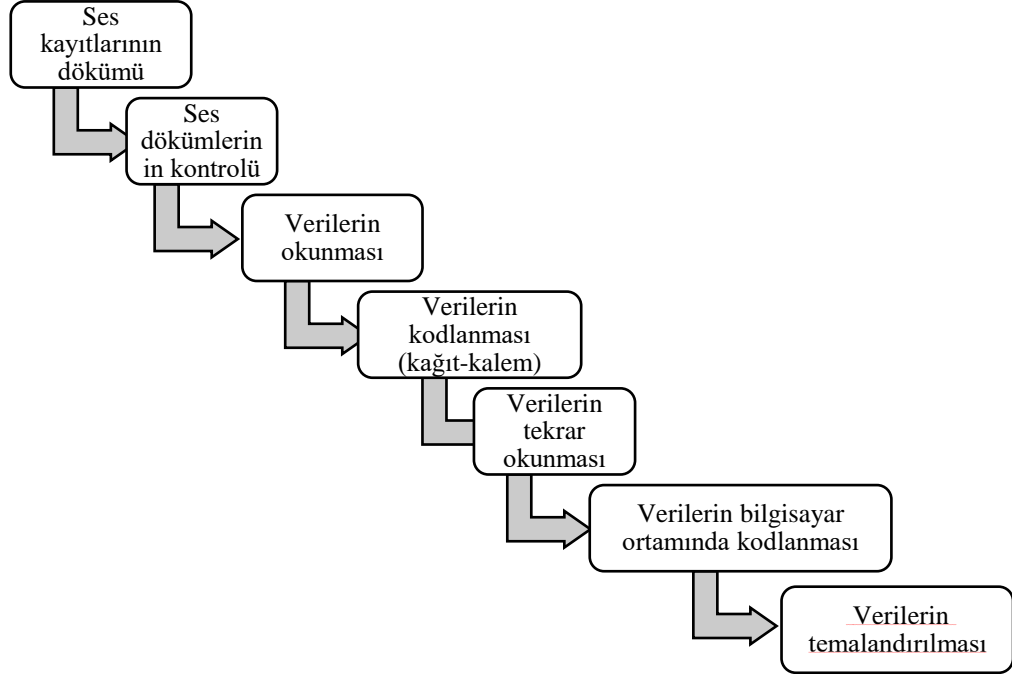 Ses
kayıtlarının
dökümü
Ses
dökümlerin
in kontrolü
Verilerin
okunması
Verilerin
kodlanması
(kağıt-kalem)
Verilerin
tekrar
okunması
Verilerin bilgisayar
ortamında kodlanması
Verilerin
temalandırılması